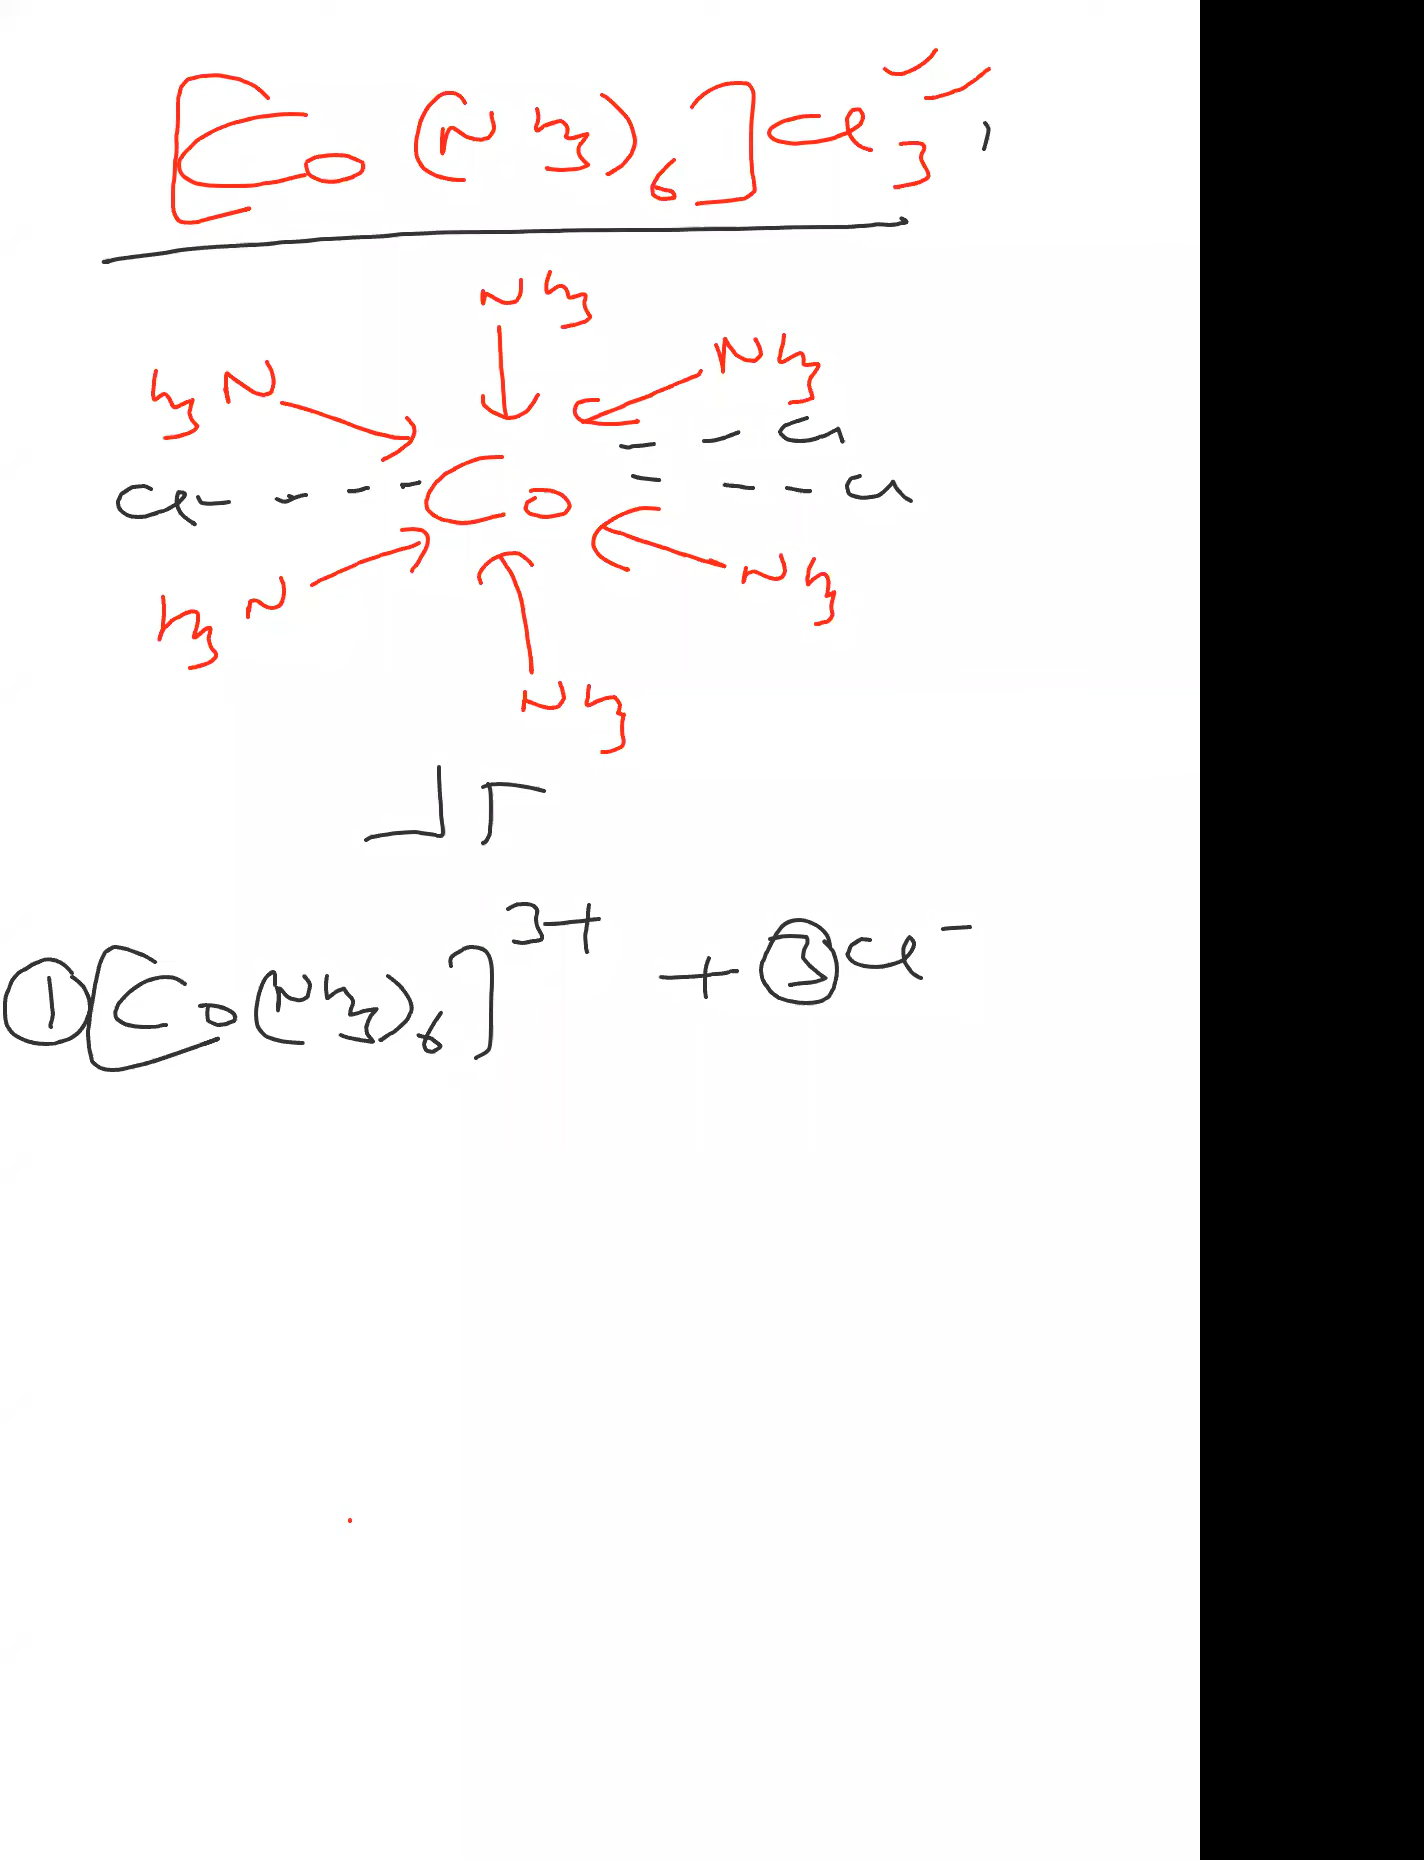 [Co(NH3)6]Cl3,
NH3
H3N NH3
Cl
Cl Co Cl
H3N NH3
NH3
1 [Co(NH3)6]3+ + 3 Cl-